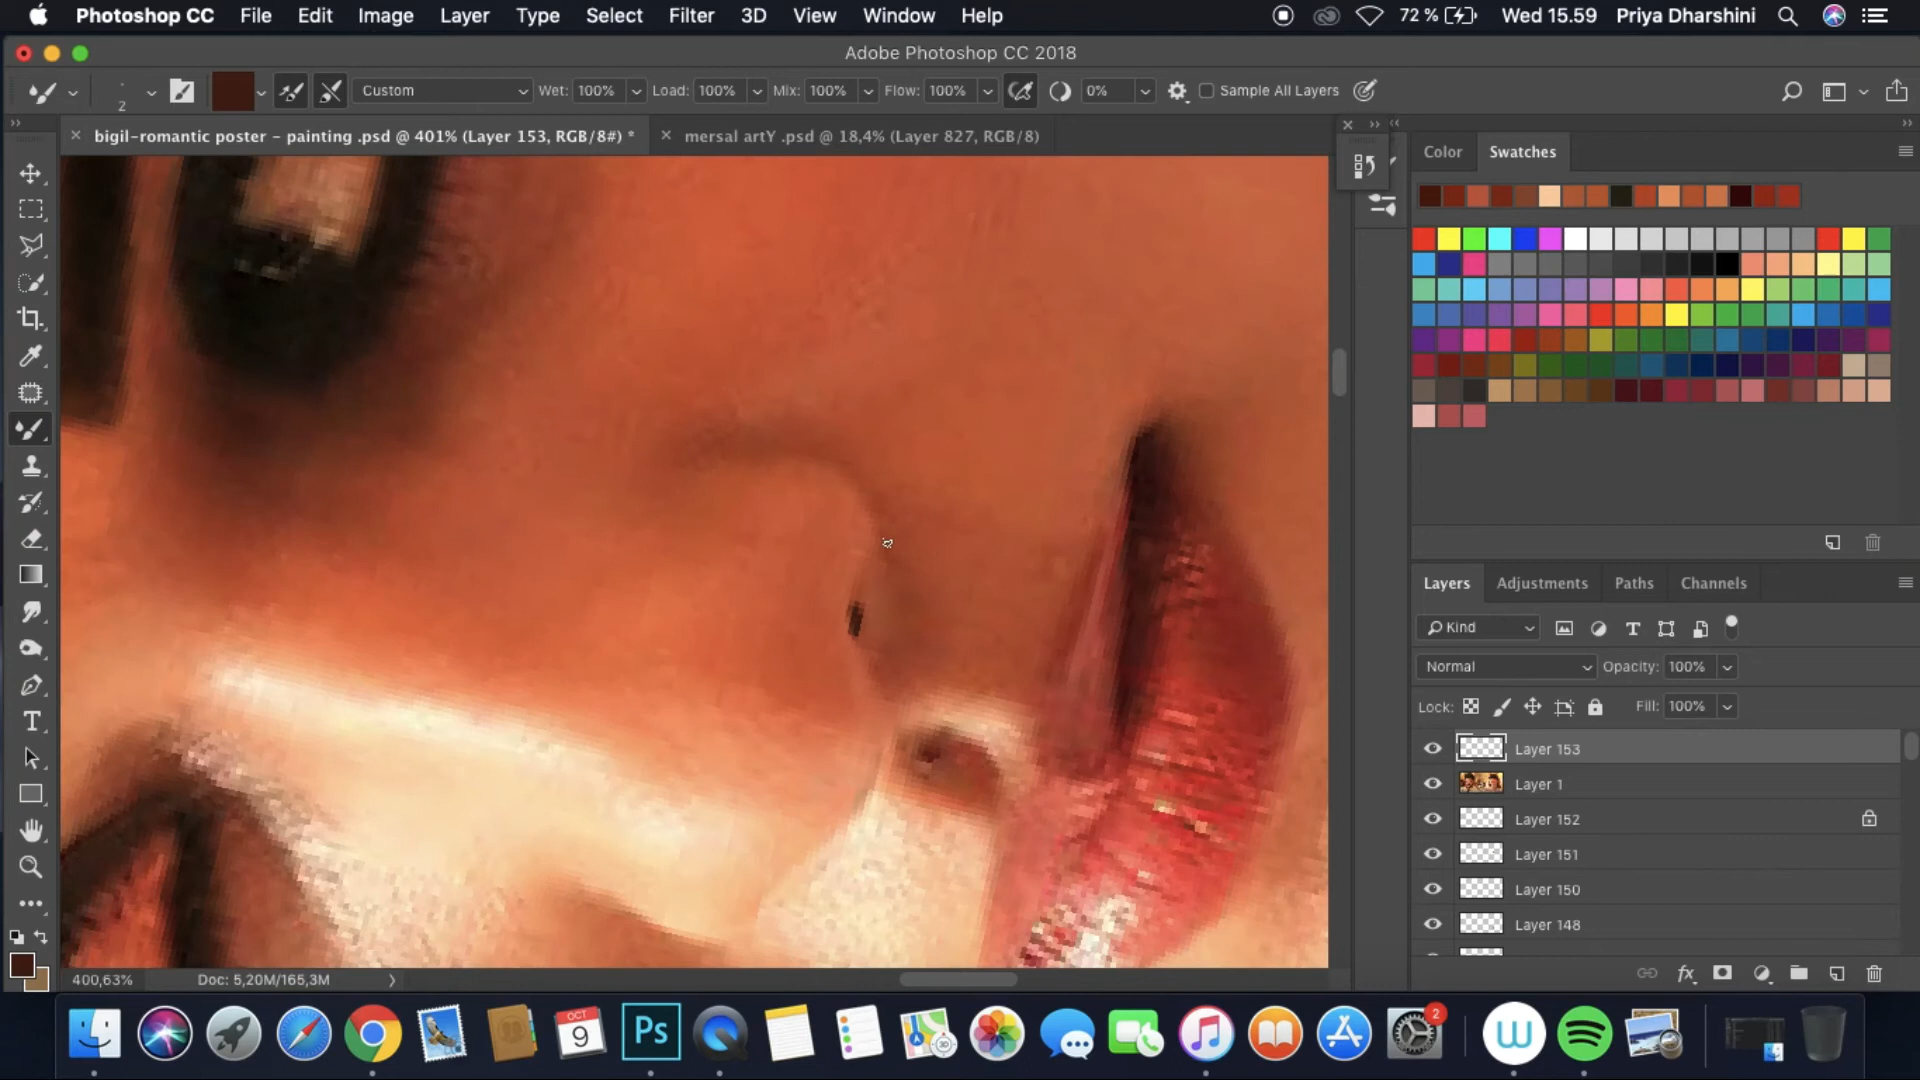 Photoshop CC File Edit Image Layer Type Select Filter 3D View Window Help 72 % Wed 15.59 Priya Dharshini
Adobe Photoshop CC 2018
2 Custom Wet: 100% Load: 100% Mix: 100% Flow: 100% 0% Sample All Layers
bigil-romantic poster - painting .psd @ 401% (Layer 153, RGB/8#) * mersal artY .psd @ 18,4% (Layer 827, RGB/8)
Color Swatches
Layers Adjustments Paths Channels
Kind
Normal Opacity: 100%
Lock: Fill: 100%
Layer 153
Layer 1
Layer 152
Layer 151
Layer 150
Layer 148
fx
400,63% Doc: 5,20M/165,3M
OCT
9
Ps
3D
2
W